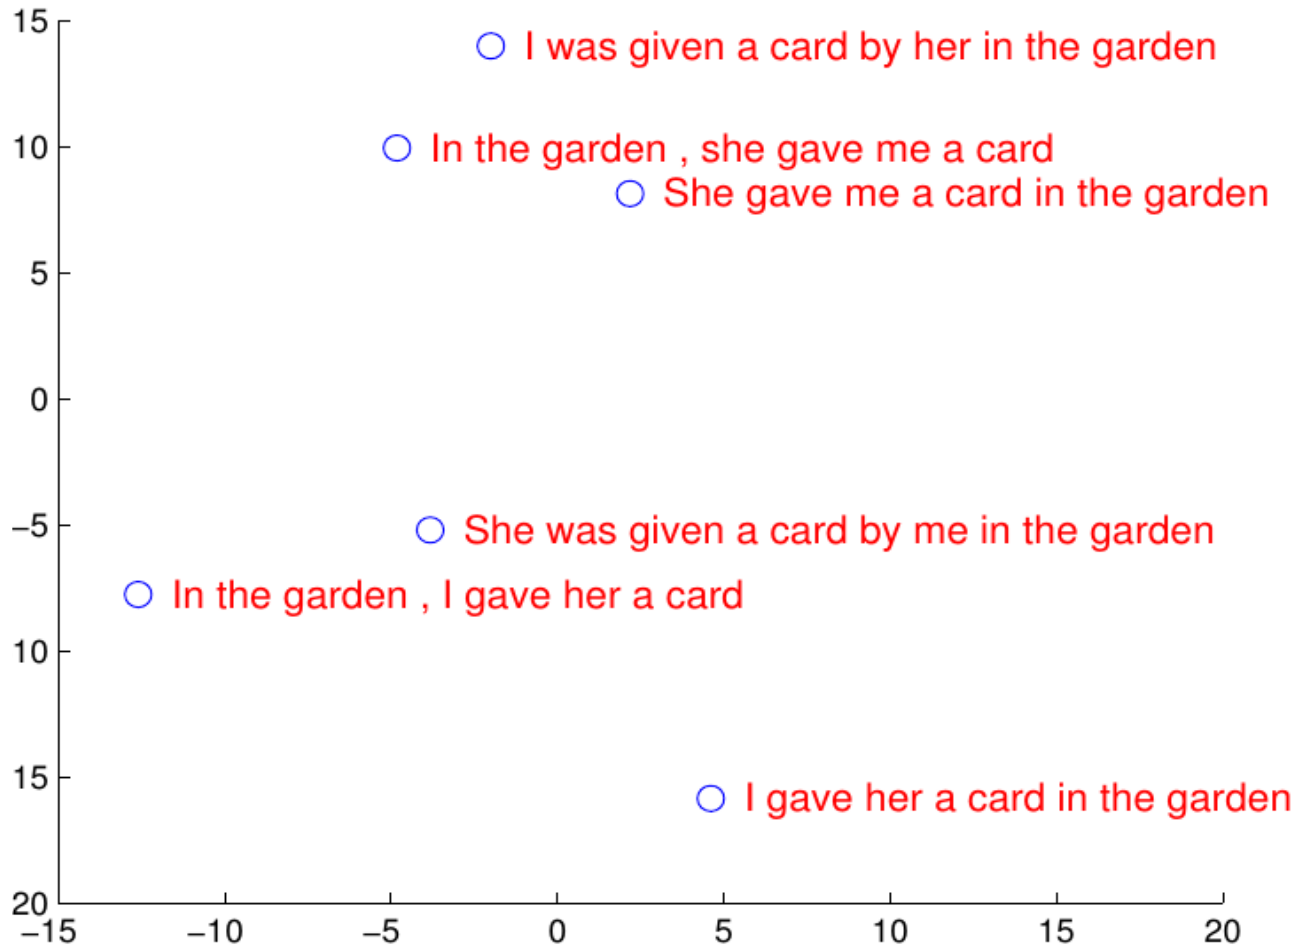 15
I was given a card by her in the garden
10
In the garden , she gave me a card
She gave me a card in the garden
5
0
−5
She was given a card by me in the garden
In the garden , I gave her a card
10
15
I gave her a card in the garden
20
−15 −10 −5 0 5 10 15 20